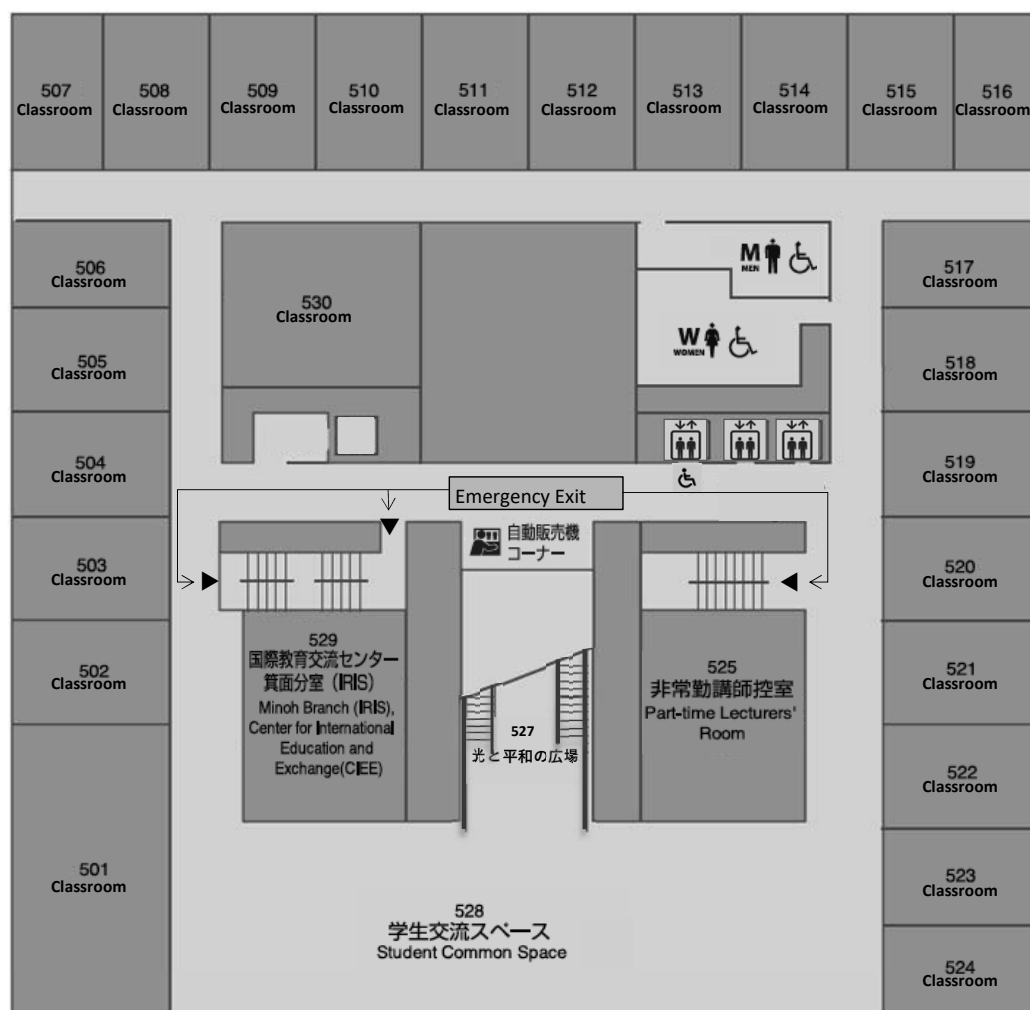 507
Classroom
508
Classroom
509
Classroom
510
Classroom
511
Classroom
512
Classroom
513
Classroom
514
Classroom
515
Classroom
516
Classroom
506
Classroom
530
Classroom
M
MEN
517
Classroom
505
Classroom
W
WOMEN
518
Classroom
504
Classroom
519
Classroom
Emergency Exit
503
Classroom
自動販売機
コーナー
520
Classroom
502
Classroom
529
国際教育交流センター
箕面分室（IRIS）
Minoh Branch (IRIS),
Center for International
Education and
Exchange(CIEE)
527
光と平和の広場
525
非常勤講師控室
Part-time Lecturers'
Room
521
Classroom
522
Classroom
501
Classroom
523
Classroom
528
学生交流スペース
Student Common Space
524
Classroom